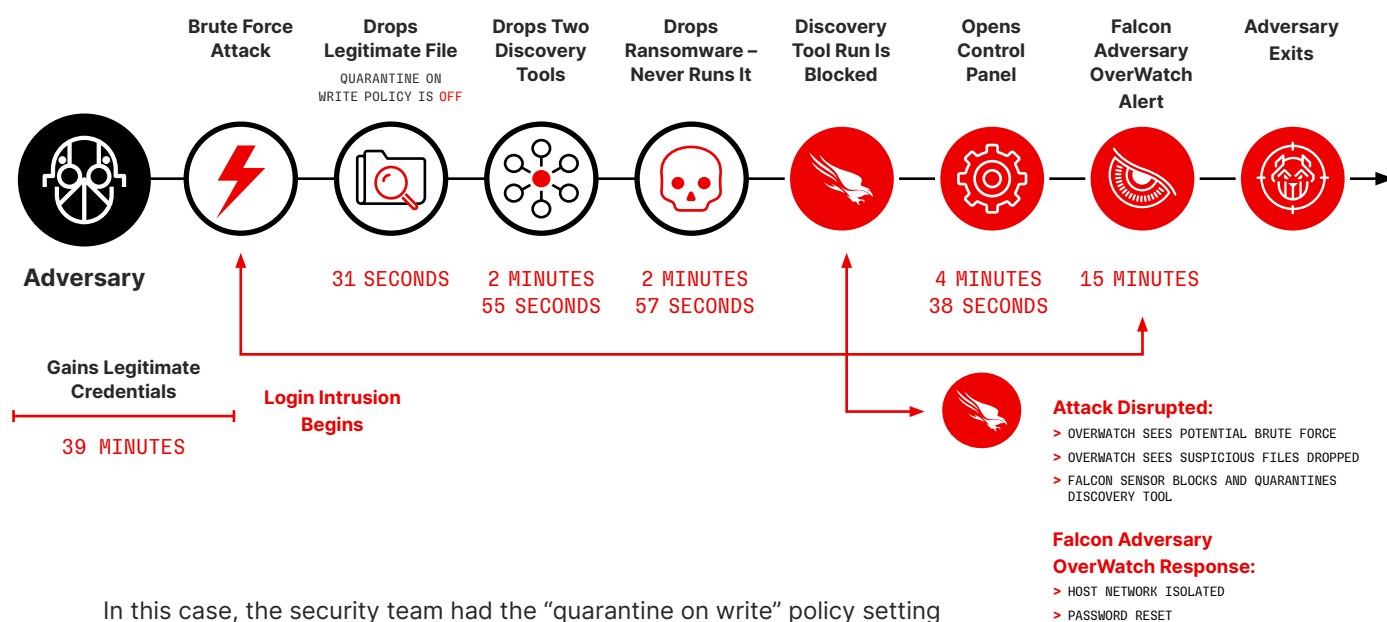 Brute Force
Attack
Drops
Legitimate File
QUARANTINE ON
WRITE POLICY IS OFF
Drops Two
Discovery
Tools
Drops
Ransomware –
Never Runs It
Discovery
Tool Run Is
Blocked
Opens
Control
Panel
Falcon
Adversary
OverWatch
Alert
Adversary
Exits
Adversary
31 SECONDS
2 MINUTES
55 SECONDS
2 MINUTES
57 SECONDS
4 MINUTES
38 SECONDS
15 MINUTES
Gains Legitimate
Credentials
39 MINUTES
Login Intrusion
Begins
Attack Disrupted:
> OVERWATCH SEES POTENTIAL BRUTE FORCE
> OVERWATCH SEES SUSPICIOUS FILES DROPPED
> FALCON SENSOR BLOCKS AND QUARANTINES
DISCOVERY TOOL
Falcon Adversary
OverWatch Response:
> HOST NETWORK ISOLATED
> PASSWORD RESET
In this case, the security team had the “quarantine on write” policy setting